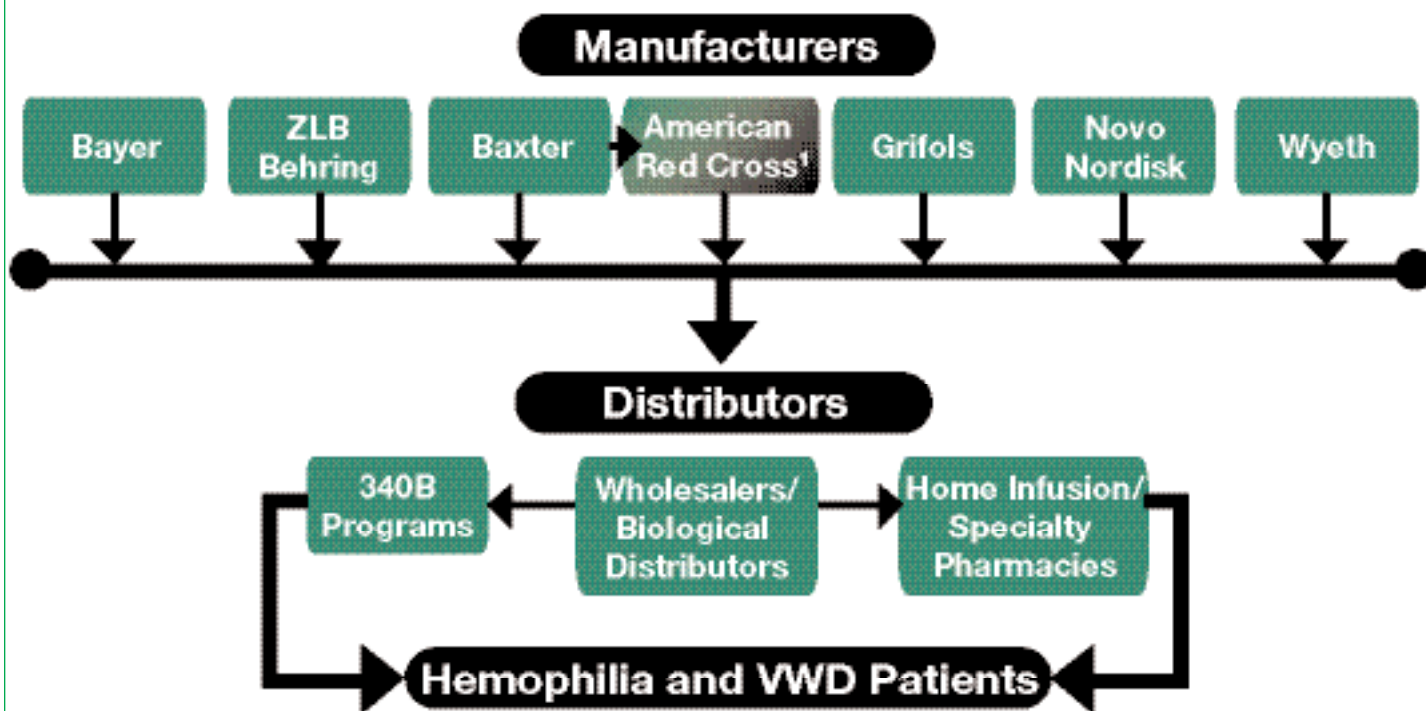 Manufacturers
Bayer
ZLB
Behring
Baxter
American
Red Cross¹
Grifols
Novo
Nordisk
Wyeth
Distributors
340B
Programs
Wholesalers/
Biological
Distributors
Home Infusion/
Specialty
Pharmacies
Hemophilia and VWD Patients